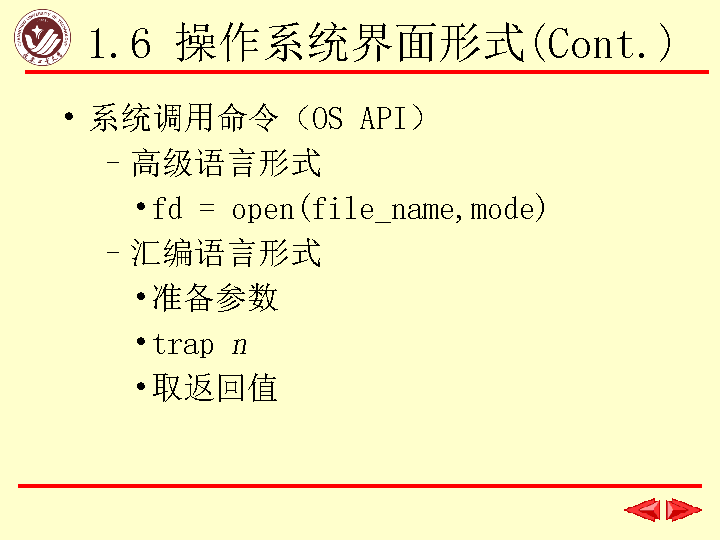 1.6 操作系统界面形式(Cont.)
• 系统调用命令（OS API）
–高级语言形式
•fd = open(file_name,mode)
–汇编语言形式
•准备参数
•trap n
•取返回值